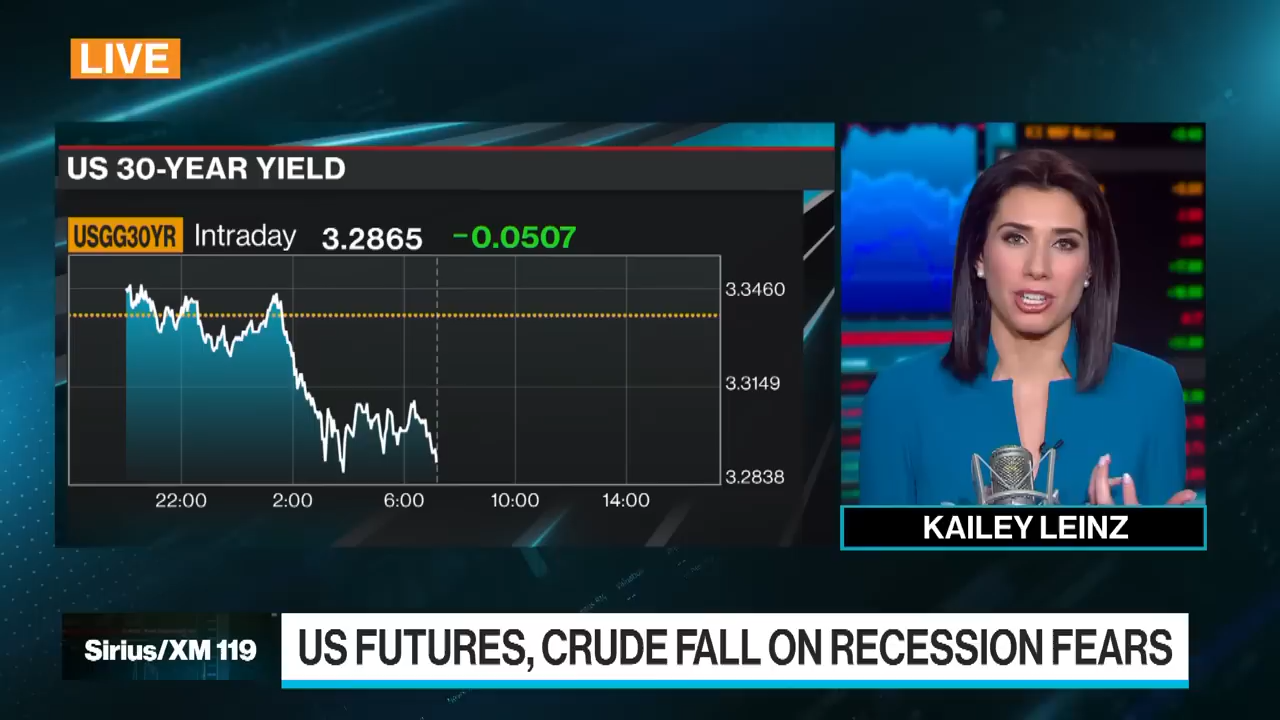 LIVE
US 30-YEAR YIELD
USGG30YR Intraday 3.2865 -0.0507
3.3460
3.3149
3.2838
22:00 2:00 6:00 10:00 14:00
KAILEY LEINZ
Sirius/XM 119
US FUTURES, CRUDE FALL ON RECESSION FEARS